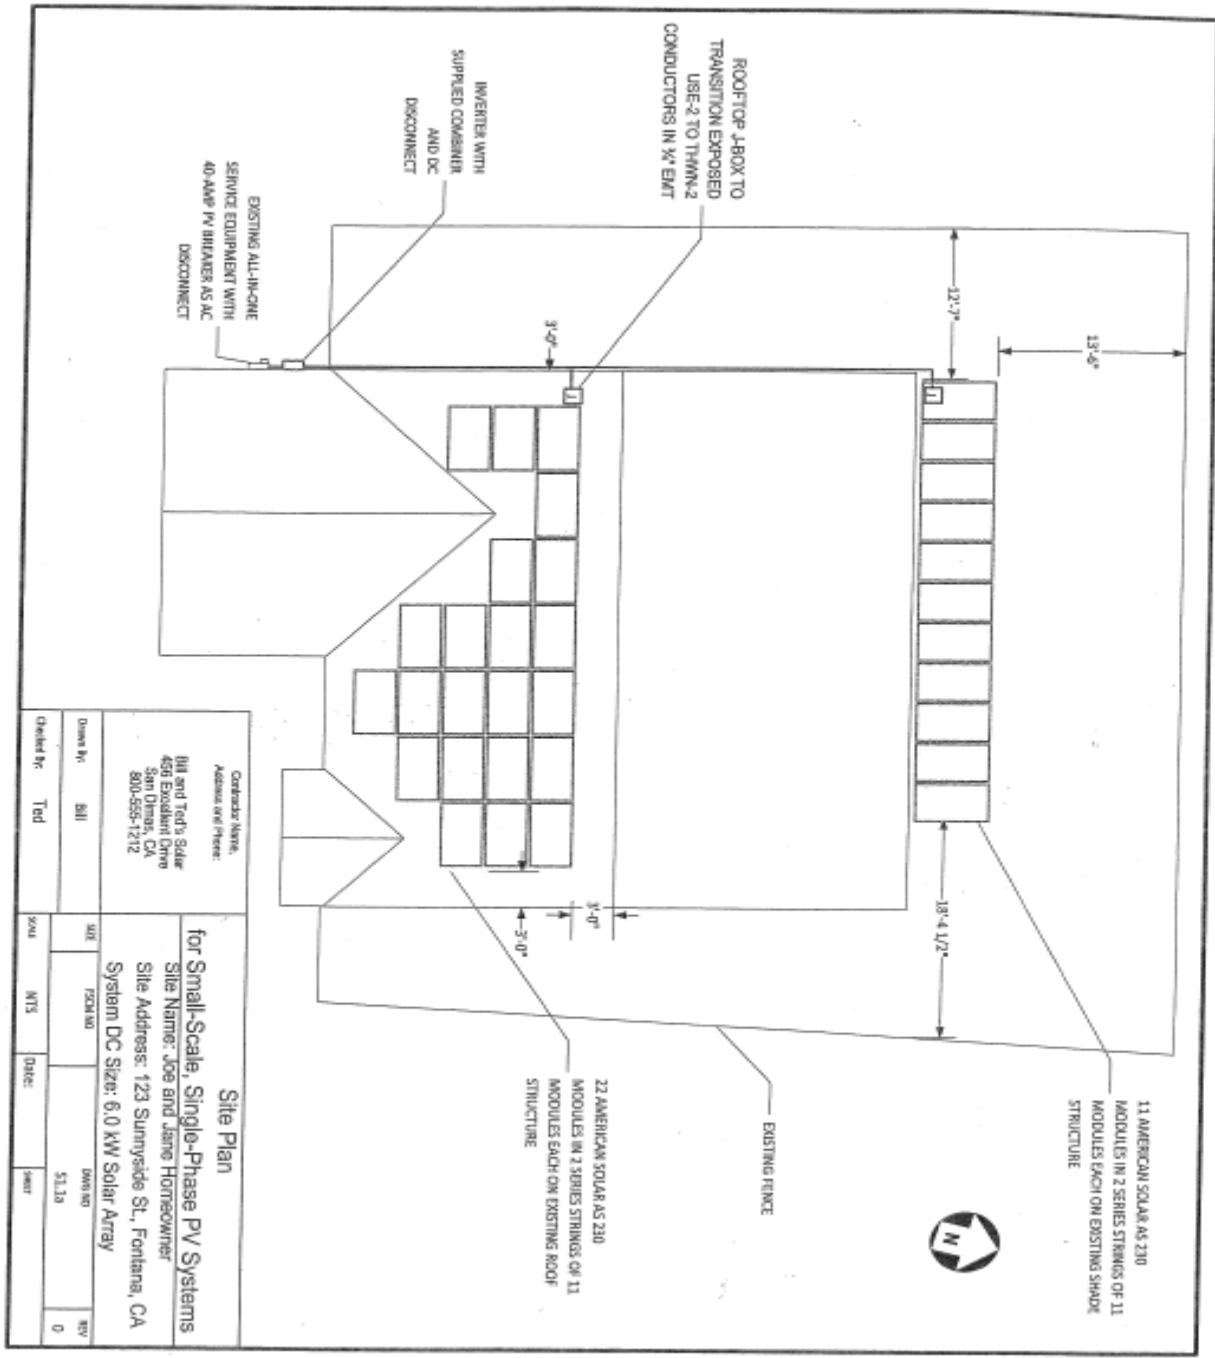 ROOFTOP J-BOX TO
TRANSITION EXPOSED
USE-2 TO THWN-2
CONDUCTORS IN ¾" EMT
INVERTER WITH
SUPPLIED COMBINER
AND DC
DISCONNECT
EXISTING ALL-IN-ONE
SERVICE EQUIPMENT WITH
40-AMP PV BREAKER AS AC
DISCONNECT
13'-6"
12'-7"
3'-0"
J
J
18'-4 1/2"
3'-0"
3'-0"
11 AMERICAN SOLAR AS 230
MODULES IN 2 SERIES STRINGS OF 11
MODULES EACH ON EXISTING SHADE
STRUCTURE
EXISTING FENCE
22 AMERICAN SOLAR AS 230
MODULES IN 2 SERIES STRINGS OF 11
MODULES EACH ON EXISTING ROOF
STRUCTURE
N
Contractor Name,
Address and Phone:
Bill and Ted's Solar
456 Excellent Drive
San Dimas, CA
800-555-1212
Drawn By: Bill
Checked By: Ted
Site Plan
for Small-Scale, Single-Phase PV Systems
Site Name: Joe and Jane Homeowner
Site Address: 123 Sunnyside St., Fontana, CA
System DC Size: 6.0 kW Solar Array
SIZE
FSCM NO
DWG NO
S1.1a
REV
0
SCALE
NTS
Date:
SHEET